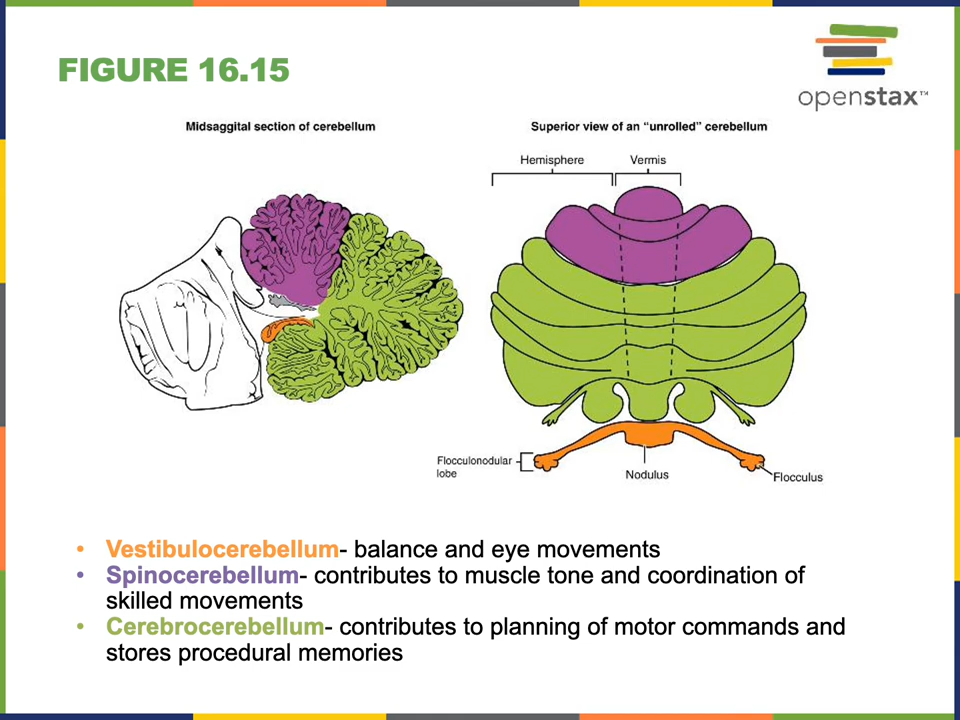 FIGURE 16.15
openstax™
Midsaggital section of cerebellum
Superior view of an “unrolled” cerebellum
Hemisphere
Vermis
Flocculonodular
lobe
Nodulus
Flocculus
• Vestibulocerebellum- balance and eye movements
• Spinocerebellum- contributes to muscle tone and coordination of
skilled movements
• Cerebrocerebellum- contributes to planning of motor commands and
stores procedural memories